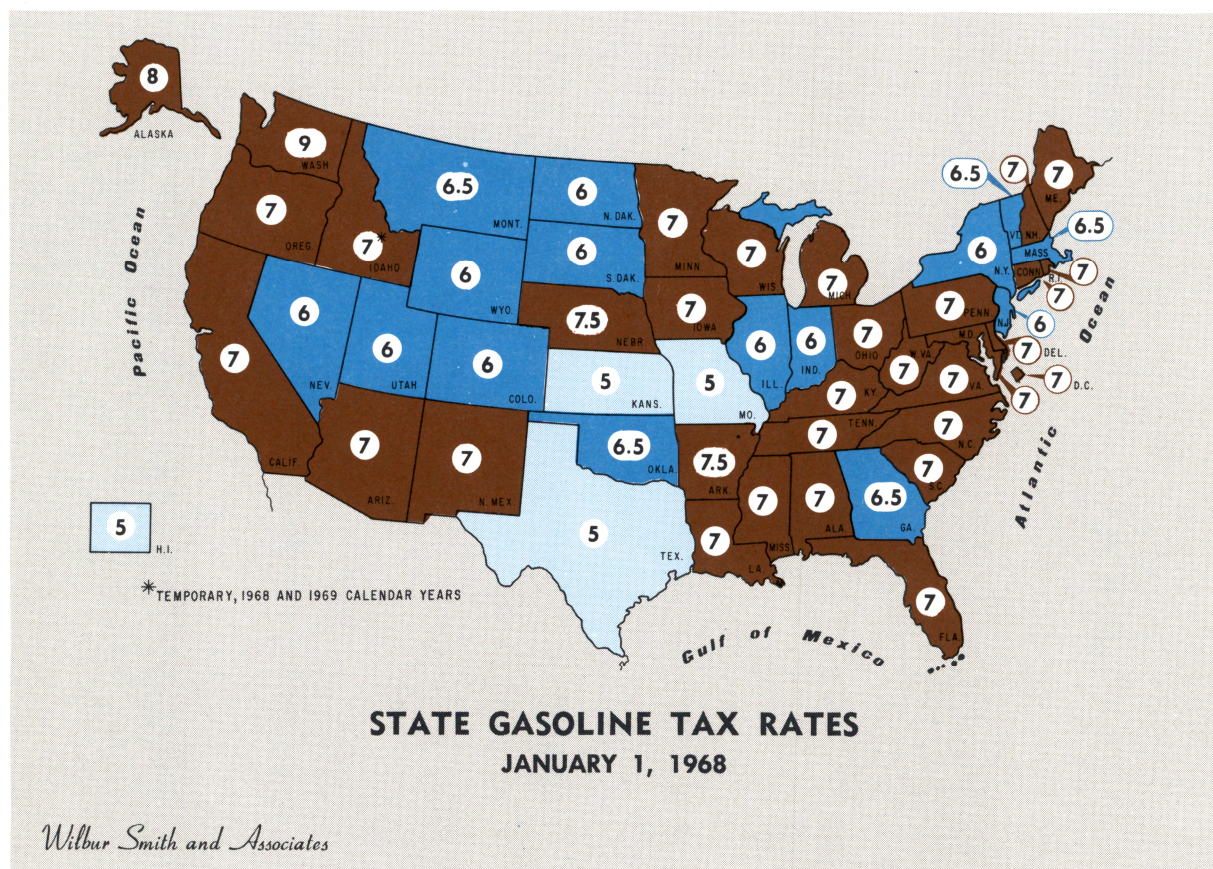 8
ALASKA
9
WASH
7
OREG.
7*
IDAHO
6.5
MONT.
6
N. DAK.
6
S. DAK.
6
WYO.
7
MINN.
7
WIS.
7
MICH.
7
IOWA
7.5
NEBR.
6
NEV.
6
UTAH
6
COLO.
5
KANS.
5
MO.
6
ILL.
6
IND.
7
OHIO
7
KY.
7
W. VA.
7
VA.
7
PENN.
M.D.
6
N.Y.
6.5
VT.
7
N.H.
7
ME.
6.5
MASS
CONN
R.I.
7
7
N.J.
6
7
DEL.
7
D.C.
7
7
CALIF.
7
ARIZ.
7
N. MEX
6.5
OKLA.
7.5
ARK.
7
TENN.
7
N.C.
7
S.C.
6.5
GA.
7
ALA.
7
MISS.
7
LA.
5
TEX.
7
FLA.
5
H.I.
Pacific Ocean
Atlantic Ocean
Gulf of Mexico
*TEMPORARY, 1968 AND 1969 CALENDAR YEARS
STATE GASOLINE TAX RATES
JANUARY 1, 1968
Wilbur Smith and Associates